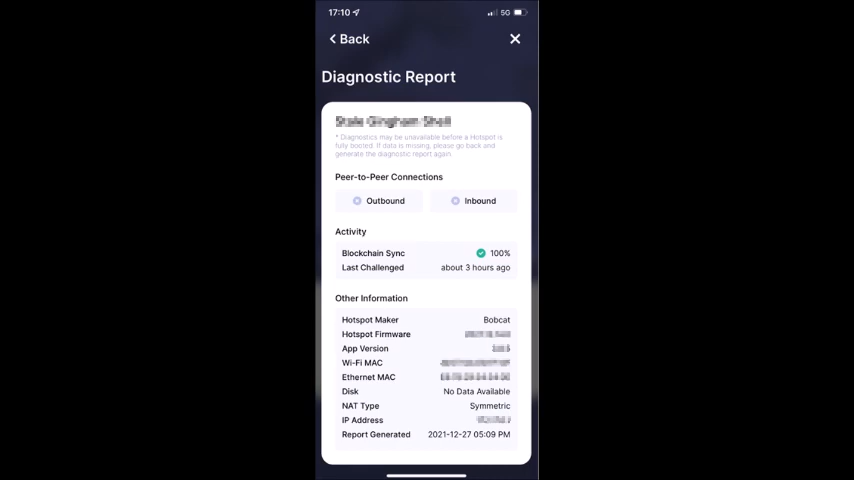 17:10
5G
Back
Diagnostic Report
* Diagnostics may be unavailable before a Hotspot is
fully booted. If data is missing, please go back and
generate the diagnostic report again.
Peer-to-Peer Connections
Outbound Inbound
Activity
Blockchain Sync 100%
Last Challenged about 3 hours ago
Other Information
Hotspot Maker Bobcat
Hotspot Firmware
App Version
Wi-Fi MAC
Ethernet MAC
Disk No Data Available
NAT Type Symmetric
IP Address
Report Generated 2021-12-27 05:09 PM